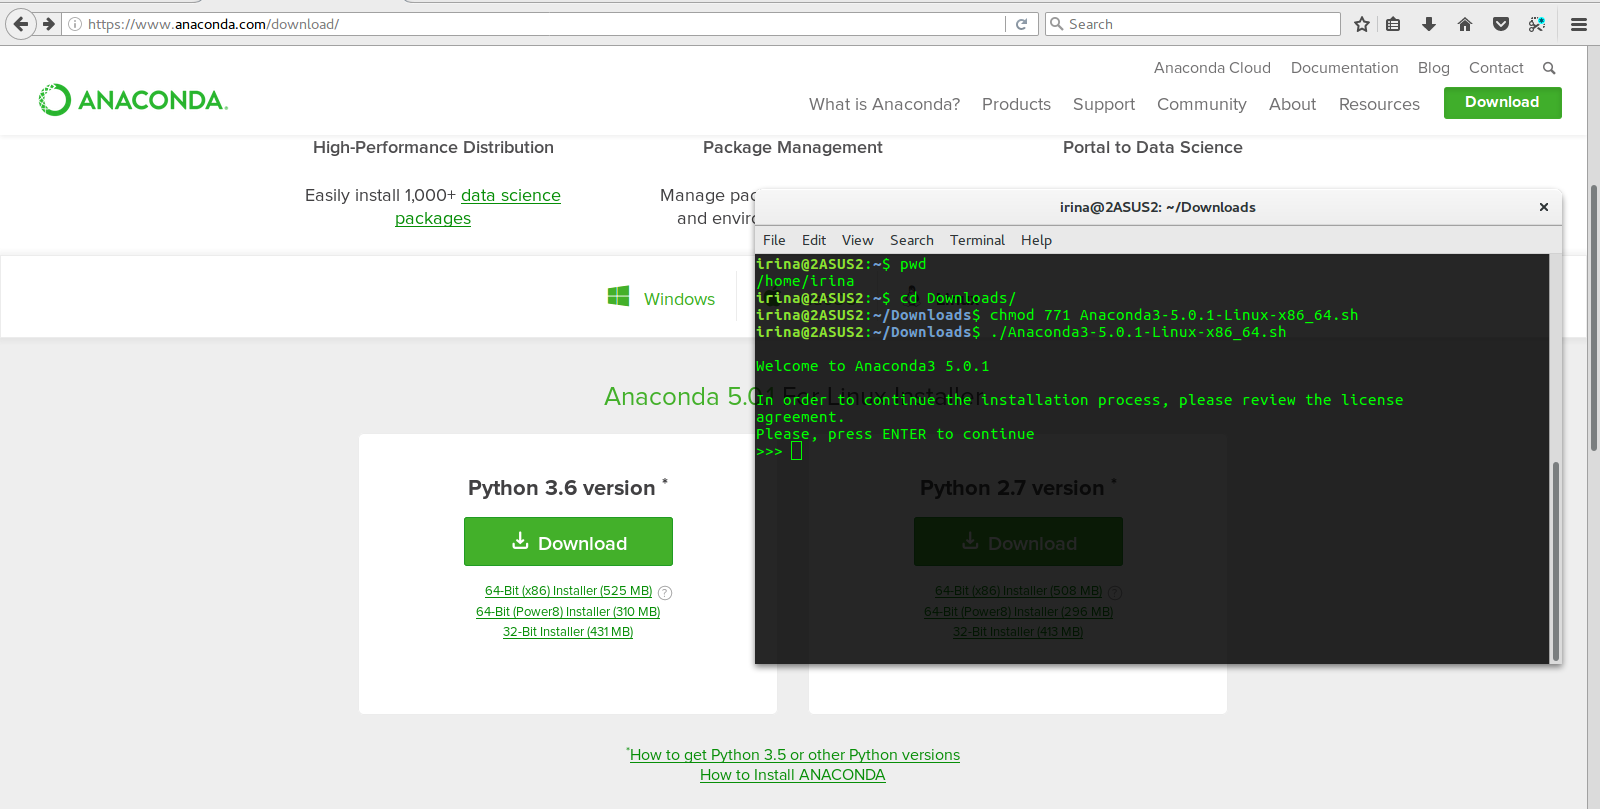 https://www.anaconda.com/download/
Search
Anaconda Cloud Documentation Blog Contact
ANACONDA.
What is Anaconda? Products Support Community About Resources Download
High-Performance Distribution Package Management Portal to Data Science
Easily install 1,000+ data science
packages
Manage pac
and enviro
Windows
Anaconda 5.0.1 For Linux Installer
Python 3.6 version *
Download
64-Bit (x86) Installer (525 MB) ?
64-Bit (Power8) Installer (310 MB)
32-Bit Installer (431 MB)
Python 2.7 version *
Download
64-Bit (x86) Installer (508 MB) ?
64-Bit (Power8) Installer (296 MB)
32-Bit Installer (413 MB)
*How to get Python 3.5 or other Python versions
How to Install ANACONDA
irina@2ASUS2: ~/Downloads
File Edit View Search Terminal Help
irina@2ASUS2:~$ pwd
/home/irina
irina@2ASUS2:~$ cd Downloads/
irina@2ASUS2:~/Downloads$ chmod 771 Anaconda3-5.0.1-Linux-x86_64.sh
irina@2ASUS2:~/Downloads$ ./Anaconda3-5.0.1-Linux-x86_64.sh
Welcome to Anaconda3 5.0.1
In order to continue the installation process, please review the license
agreement.
Please, press ENTER to continue
>>>